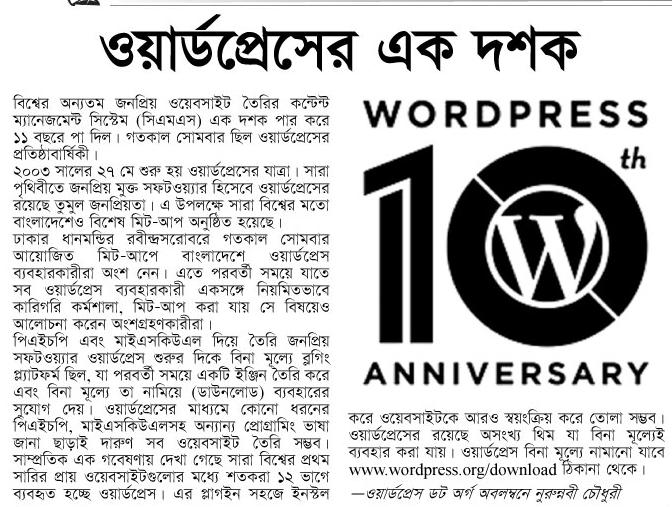 ওয়ার্ডপ্রেসের এক দশক
বিশ্বের অন্যতম জনপ্রিয় ওয়েবসাইট তৈরির কন্টেন্ট
ম্যানেজমেন্ট সিস্টেম (সিএমএস) এক দশক পার করে
১১ বছরে পা দিল। গতকাল সোমবার ছিল ওয়ার্ডপ্রেসের
প্রতিষ্ঠাবার্ষিকী।
২০০৩ সালের ২৭ মে শুরু হয় ওয়ার্ডপ্রেসের যাত্রা। সারা
পৃথিবীতে জনপ্রিয় মুক্ত সফটওয়্যার হিসেবে ওয়ার্ডপ্রেসের
রয়েছে তুমুল জনপ্রিয়তা। এ উপলক্ষে সারা বিশ্বের মতো
বাংলাদেশেও বিশেষ মিট-আপ অনুষ্ঠিত হয়েছে।
ঢাকার ধানমন্ডির রবীন্দ্রসরোবরে গতকাল সোমবার
আয়োজিত মিট-আপে বাংলাদেশে ওয়ার্ডপ্রেস
ব্যবহারকারীরা অংশ নেন। এতে পরবর্তী সময়ে যাতে
সব ওয়ার্ডপ্রেস ব্যবহারকারী একসঙ্গে নিয়মিতভাবে
কারিগরি কর্মশালা, মিট-আপ করা যায় সে বিষয়েও
আলোচনা করেন অংশগ্রহণকারীরা।
পিএইচপি এবং মাইএসকিউএল দিয়ে তৈরি জনপ্রিয়
সফটওয়্যার ওয়ার্ডপ্রেস শুরুর দিকে বিনা মূল্যে ব্লগিং
প্ল্যাটফর্ম ছিল, যা পরবর্তী সময়ে একটি ইঞ্জিন তৈরি করে
এবং বিনা মূল্যে তা নামিয়ে (ডাউনলোড) ব্যবহারের
সুযোগ দেয়। ওয়ার্ডপ্রেসের মাধ্যমে কোনো ধরনের
পিএইচপি, মাইএসকিউএলসহ অন্যান্য প্রোগ্রামিং ভাষা
জানা ছাড়াই দারুণ সব ওয়েবসাইট তৈরি সম্ভব।
সাম্প্রতিক এক গবেষণায় দেখা গেছে সারা বিশ্বের প্রথম
সারির প্রায় ওয়েবসাইটগুলোর মধ্যে শতকরা ১২ ভাগে
ব্যবহৃত হচ্ছে ওয়ার্ডপ্রেস। এর প্লাগইন সহজে ইনস্টল
WORDPRESS
10th
W
ANNIVERSARY
করে ওয়েবসাইটকে আরও স্বয়ংক্রিয় করে তোলা সম্ভব।
ওয়ার্ডপ্রেসের রয়েছে অসংখ্য থিম যা বিনা মূল্যেই
ব্যবহার করা যায়। ওয়ার্ডপ্রেস বিনা মূল্যে নামানো যাবে
www.wordpress.org/download ঠিকানা থেকে।
—ওয়ার্ডপ্রেস ডট অর্গ অবলম্বনে নুরুন্নবী চৌধুরী